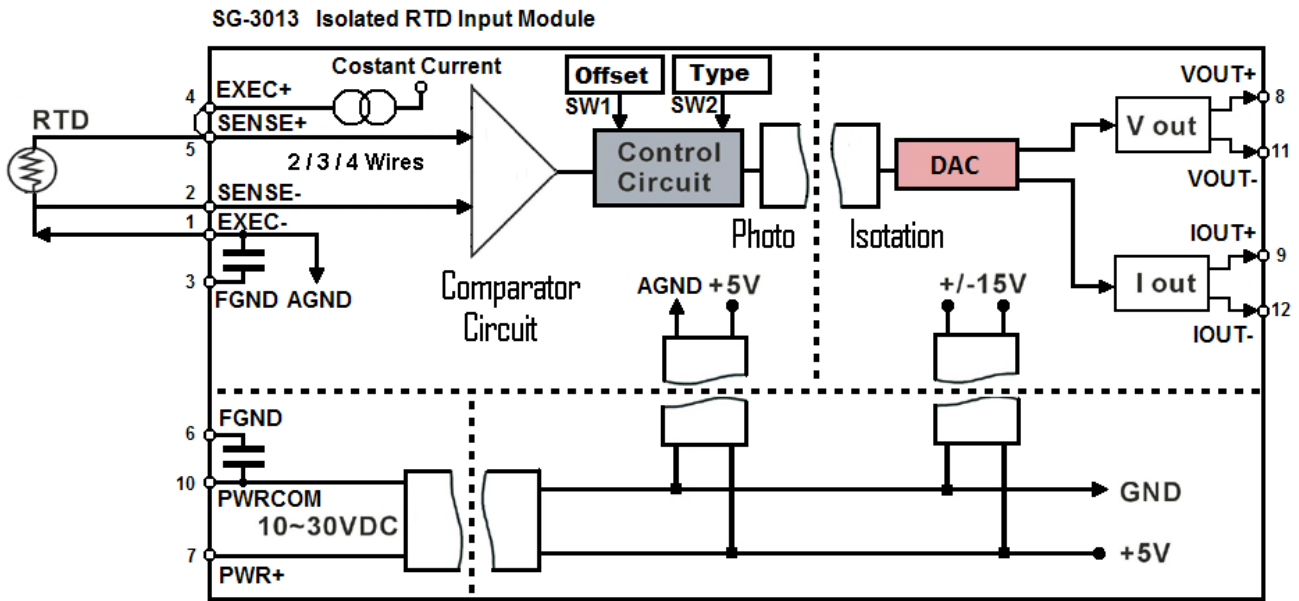 SG-3013 Isolated RTD Input Module
Costant Current
Offset
Type
SW1
SW2
4
EXEC+
RTD
SENSE+
5
2 / 3 / 4 Wires
2
SENSE-
1
EXEC-
3
FGND AGND
Comparator
Circuit
Control
Circuit
Photo
Isotation
DAC
V out
VOUT+
8
11
VOUT-
I out
IOUT+
9
12
IOUT-
AGND +5V
+/-15V
FGND
6
10
PWRCOM
10~30VDC
7
PWR+
GND
+5V